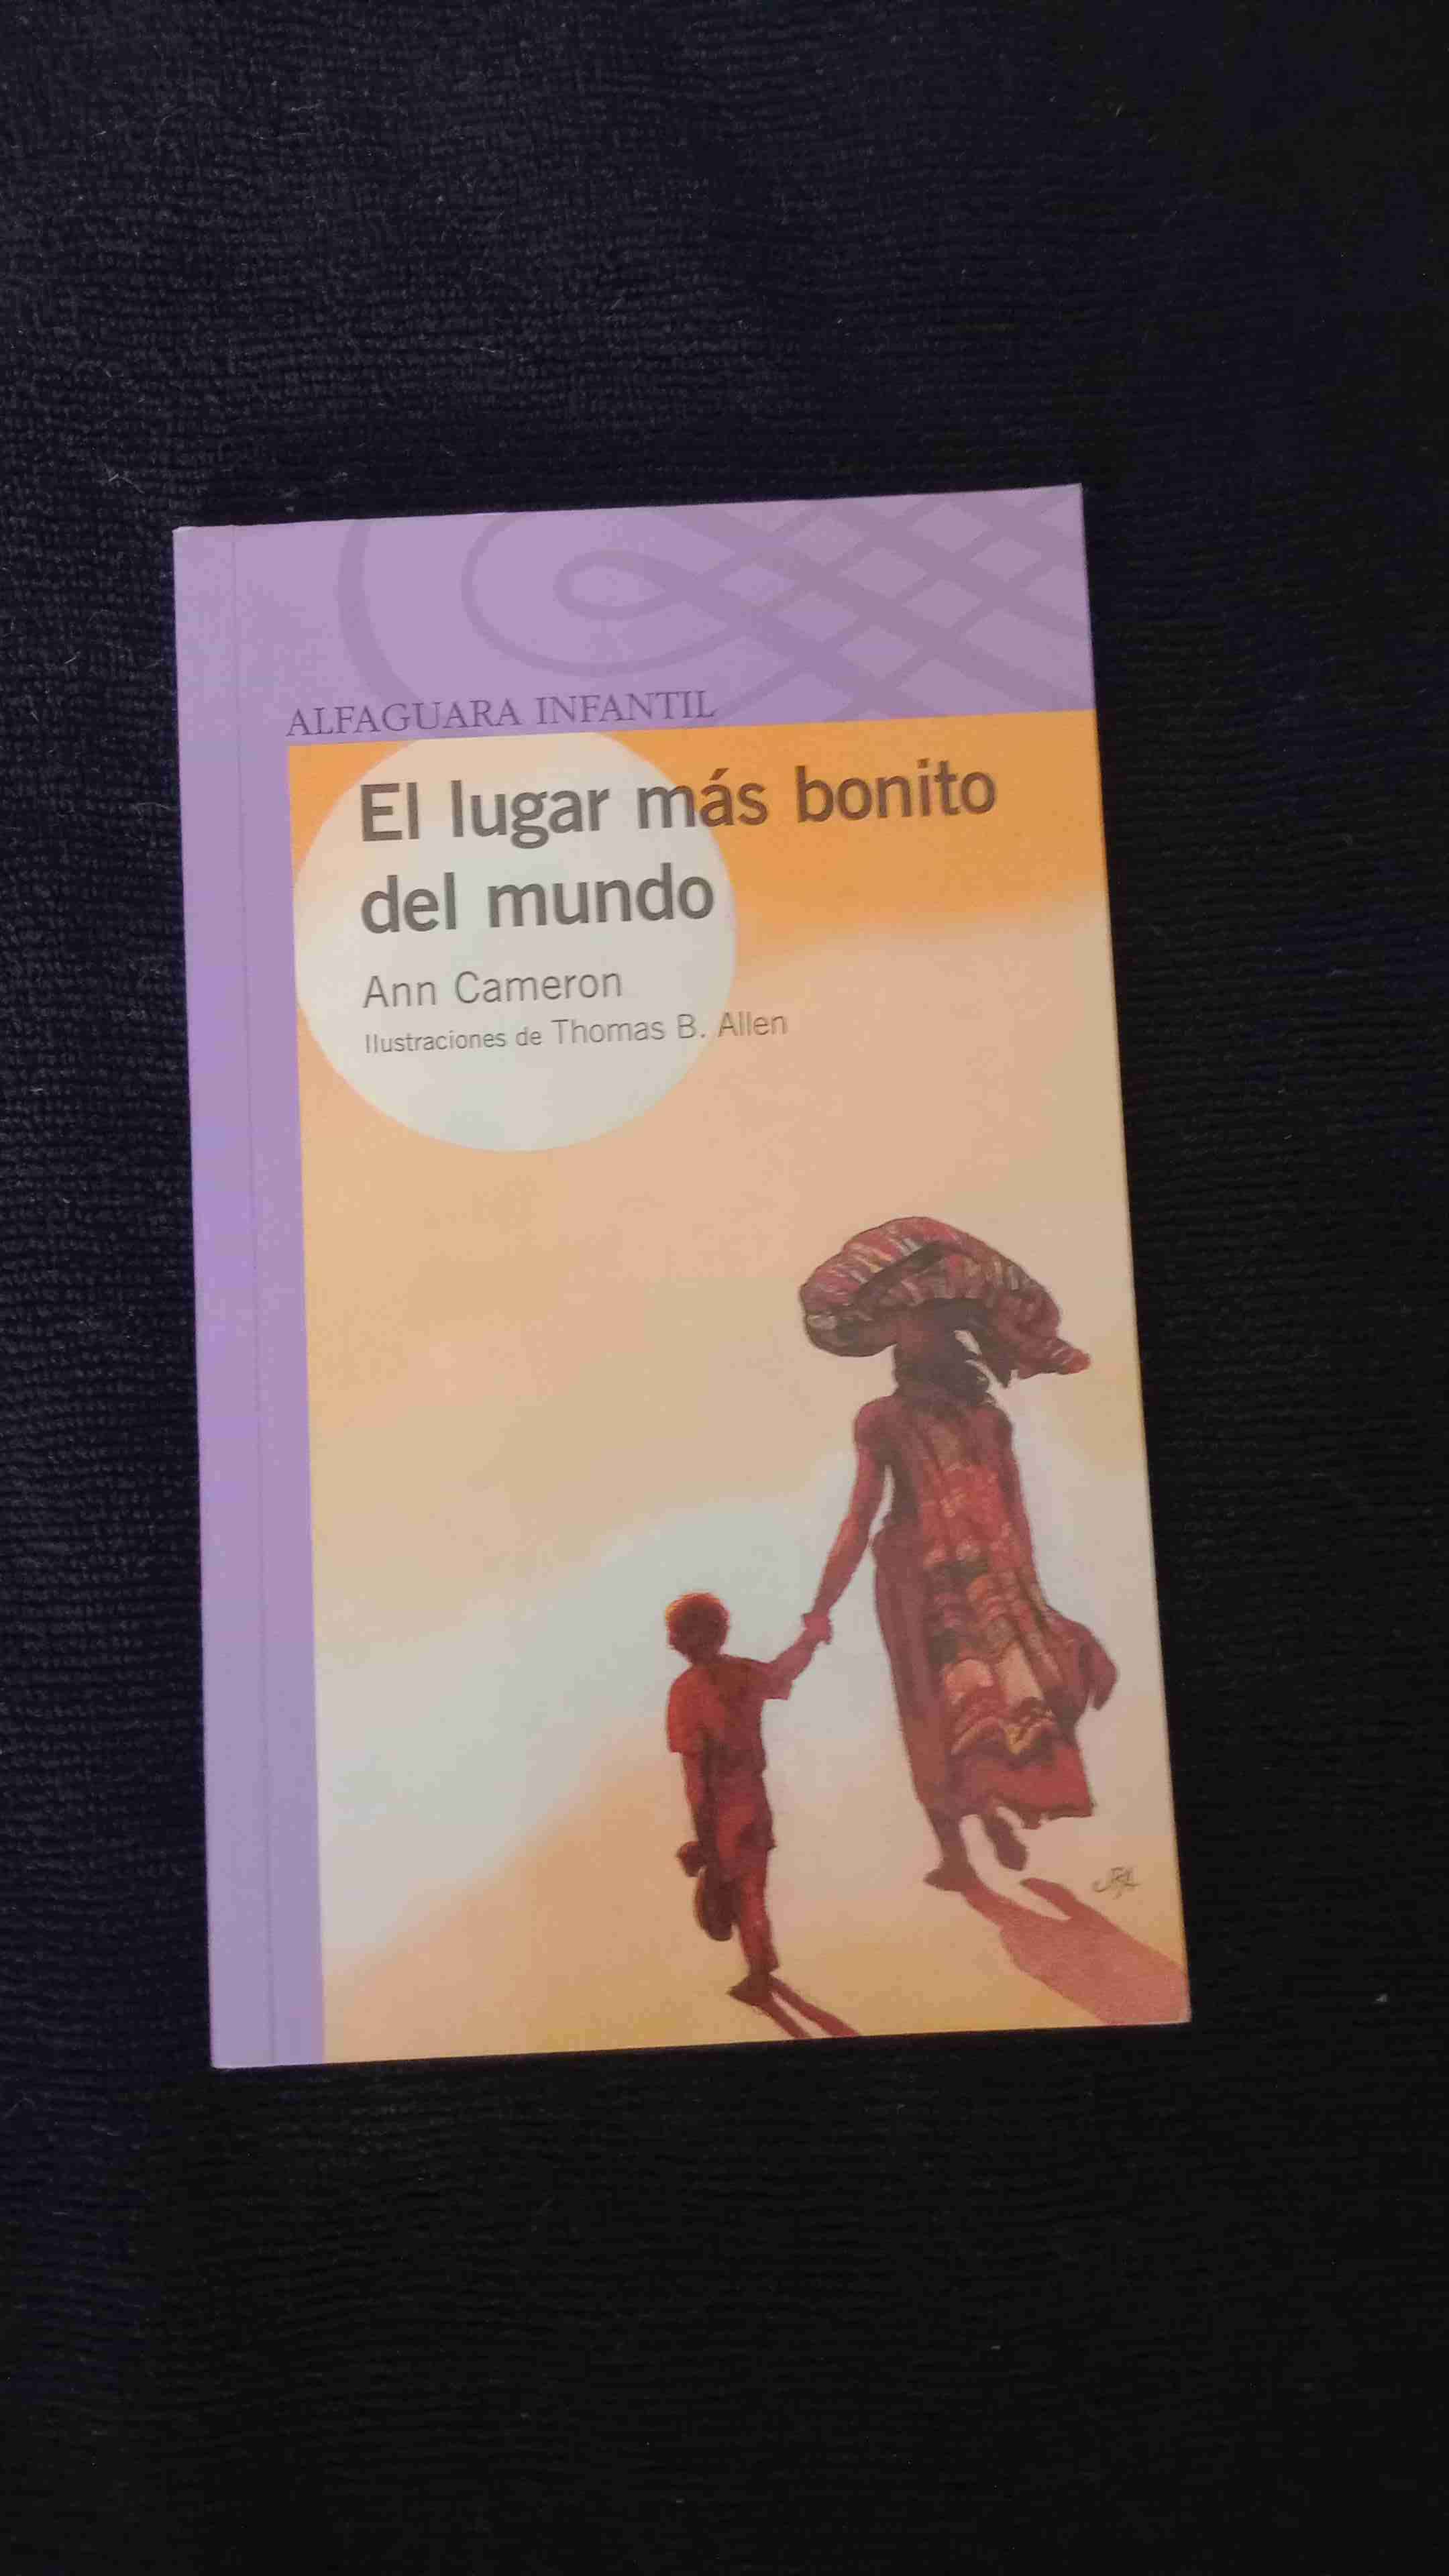 ALFAGUARA INFANTIL
El lugar más bonito
del mundo
Ann Cameron
Ilustraciones de Thomas B. Allen